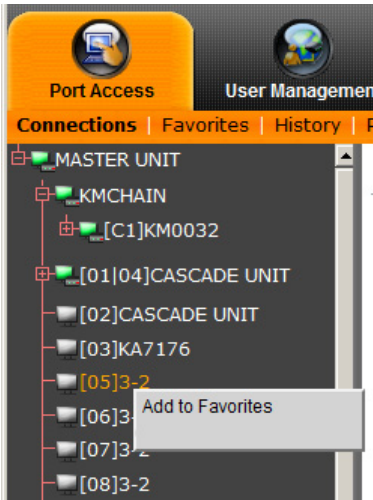 Port Access
User Managemen
Connections | Favorites | History |
MASTER UNIT
KMCHAIN
[C1]KM0032
[01|04]CASCADE UNIT
[02]CASCADE UNIT
[03]KA7176
[05]3-2
Add to Favorites
[06]3-
[07]3-2
[08]3-2